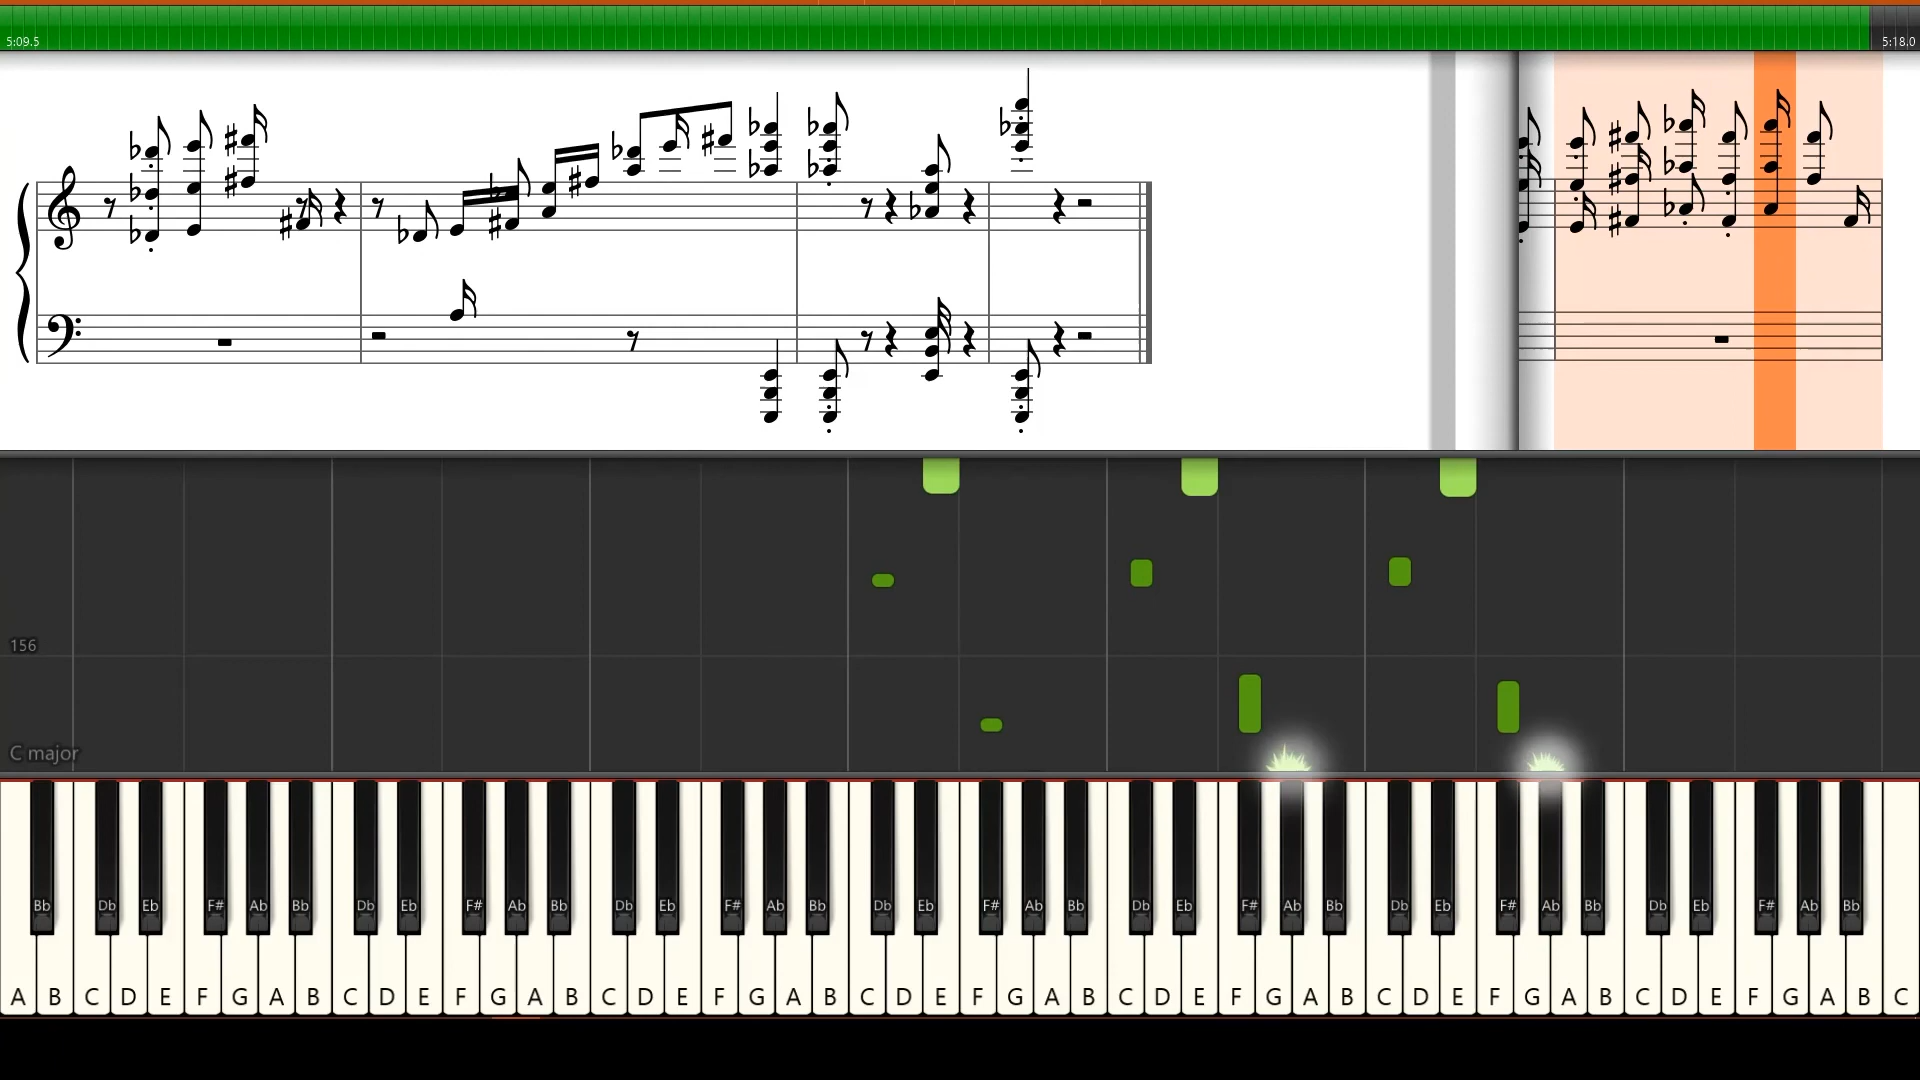 5:09.5 5:18.0
156
C major
Bb Db Eb F# Ab Bb Db Eb F# Ab Bb Db Eb F# Ab Bb Db Eb F# Ab Bb Db Eb F# Ab Bb Db Eb F# Ab Bb Db Eb F# Ab Bb
A B C D E F G A B C D E F G A B C D E F G A B C D E F G A B C D E F G A B C D E F G A B C D E F G A B C